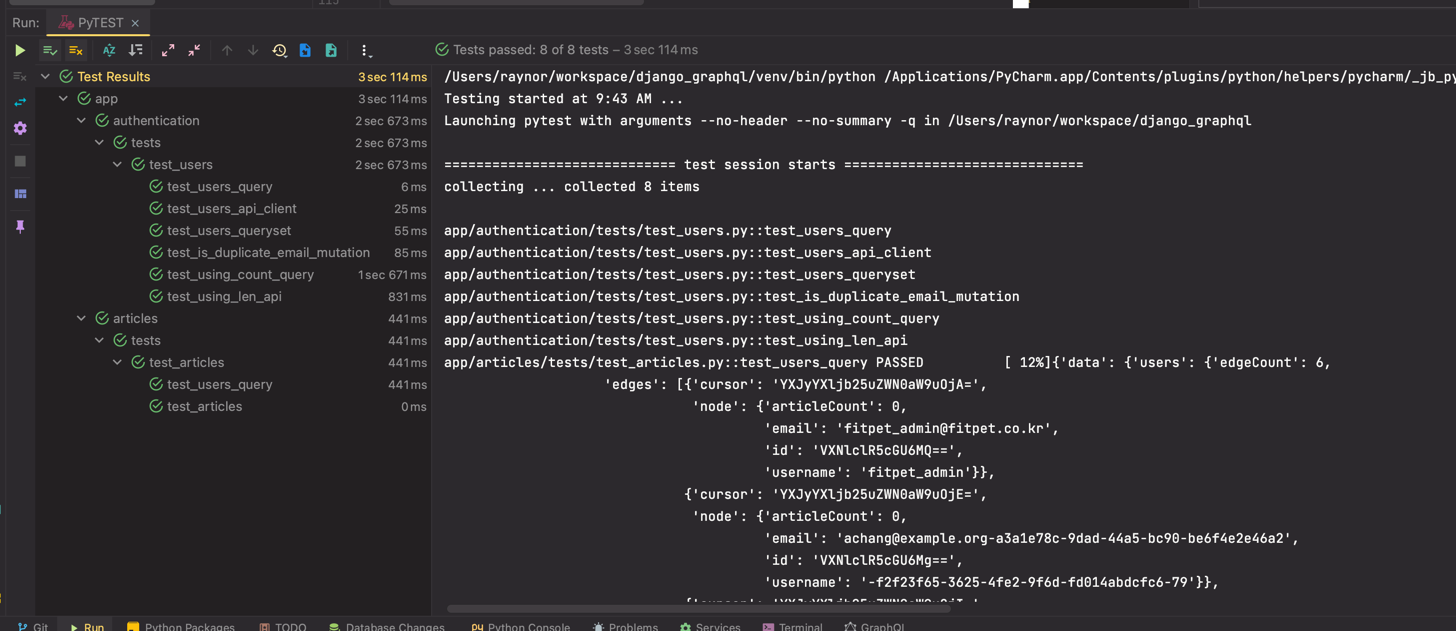 Run: PyTEST ×
Tests passed: 8 of 8 tests – 3 sec 114 ms
Test Results 3 sec 114 ms
app 3 sec 114 ms
authentication 2 sec 673 ms
tests 2 sec 673 ms
test_users 2 sec 673 ms
test_users_query 6 ms
test_users_api_client 25 ms
test_users_queryset 55 ms
test_is_duplicate_email_mutation 85 ms
test_using_count_query 1 sec 671 ms
test_using_len_api 831 ms
articles 441 ms
tests 441 ms
test_articles 441 ms
test_users_query 441 ms
test_articles 0 ms
/Users/raynor/workspace/django_graphql/venv/bin/python /Applications/PyCharm.app/Contents/plugins/python/helpers/pycharm/_jb_py
Testing started at 9:43 AM ...
Launching pytest with arguments --no-header --no-summary -q in /Users/raynor/workspace/django_graphql
============================= test session starts ==============================
collecting ... collected 8 items
app/authentication/tests/test_users.py::test_users_query
app/authentication/tests/test_users.py::test_users_api_client
app/authentication/tests/test_users.py::test_users_queryset
app/authentication/tests/test_users.py::test_is_duplicate_email_mutation
app/authentication/tests/test_users.py::test_using_count_query
app/authentication/tests/test_users.py::test_using_len_api
app/articles/tests/test_articles.py::test_users_query PASSED [ 12%]{'data': {'users': {'edgeCount': 6,
'edges': [{'cursor': 'YXJyYXljb25uZWN0aW9uOjA=',
'node': {'articleCount': 0,
'email': 'fitpet_admin@fitpet.co.kr',
'id': 'VXNlclR5cGU6MQ==',
'username': 'fitpet_admin'}},
{'cursor': 'YXJyYXljb25uZWN0aW9uOjE=',
'node': {'articleCount': 0,
'email': 'achang@example.org-a3a1e78c-9dad-44a5-bc90-be6f4e2e46a2',
'id': 'VXNlclR5cGU6Mg==',
'username': '-f2f23f65-3625-4fe2-9f6d-fd014abdcfc6-79'}},
Git Run Python Packages TODO Database Changes Python Console Problems Services Terminal GraphQL